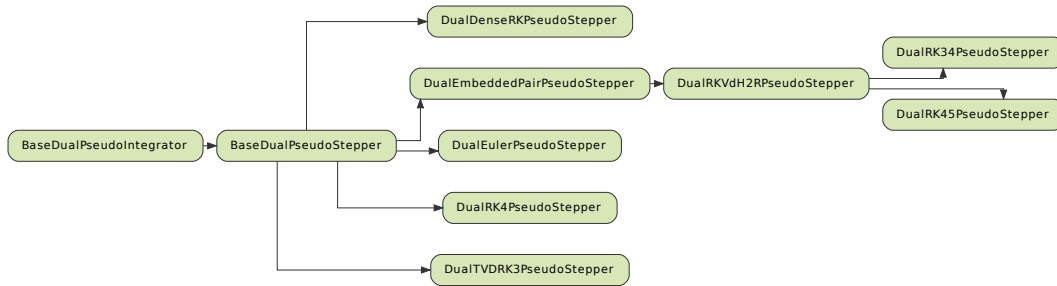 DualDenseRKPseudoStepper
DualRK34PseudoStepper
DualEmbeddedPairPseudoStepper
DualRKVdH2RPseudoStepper
DualRK45PseudoStepper
BaseDualPseudoIntegrator
BaseDualPseudoStepper
DualEulerPseudoStepper
DualRK4PseudoStepper
DualTVDRK3PseudoStepper